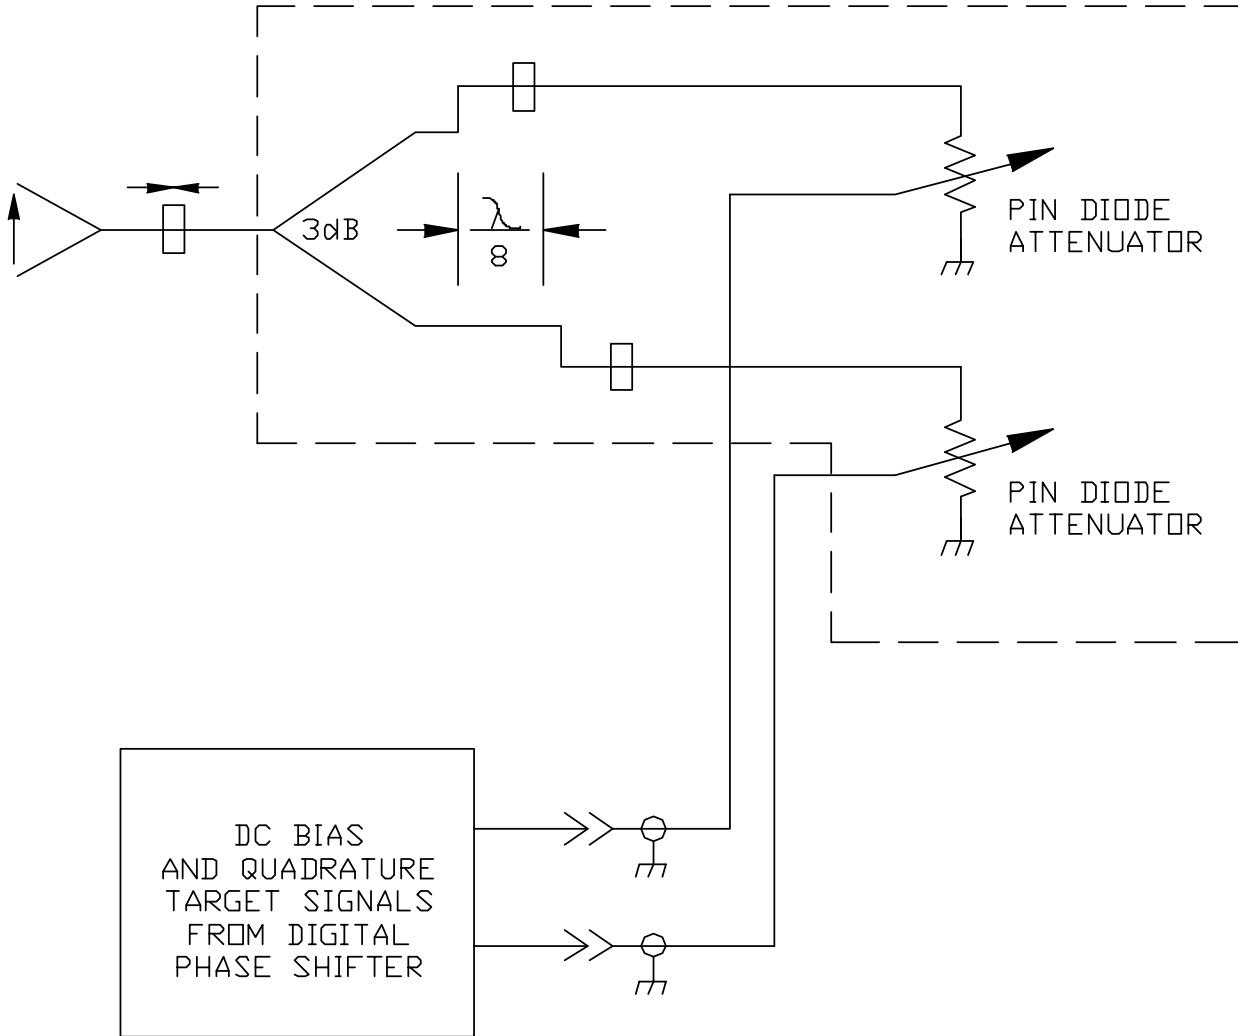 3dB
λ
8
PIN DIODE
ATTENUATOR
PIN DIODE
ATTENUATOR
DC BIAS
AND QUADRATURE
TARGET SIGNALS
FROM DIGITAL
PHASE SHIFTER